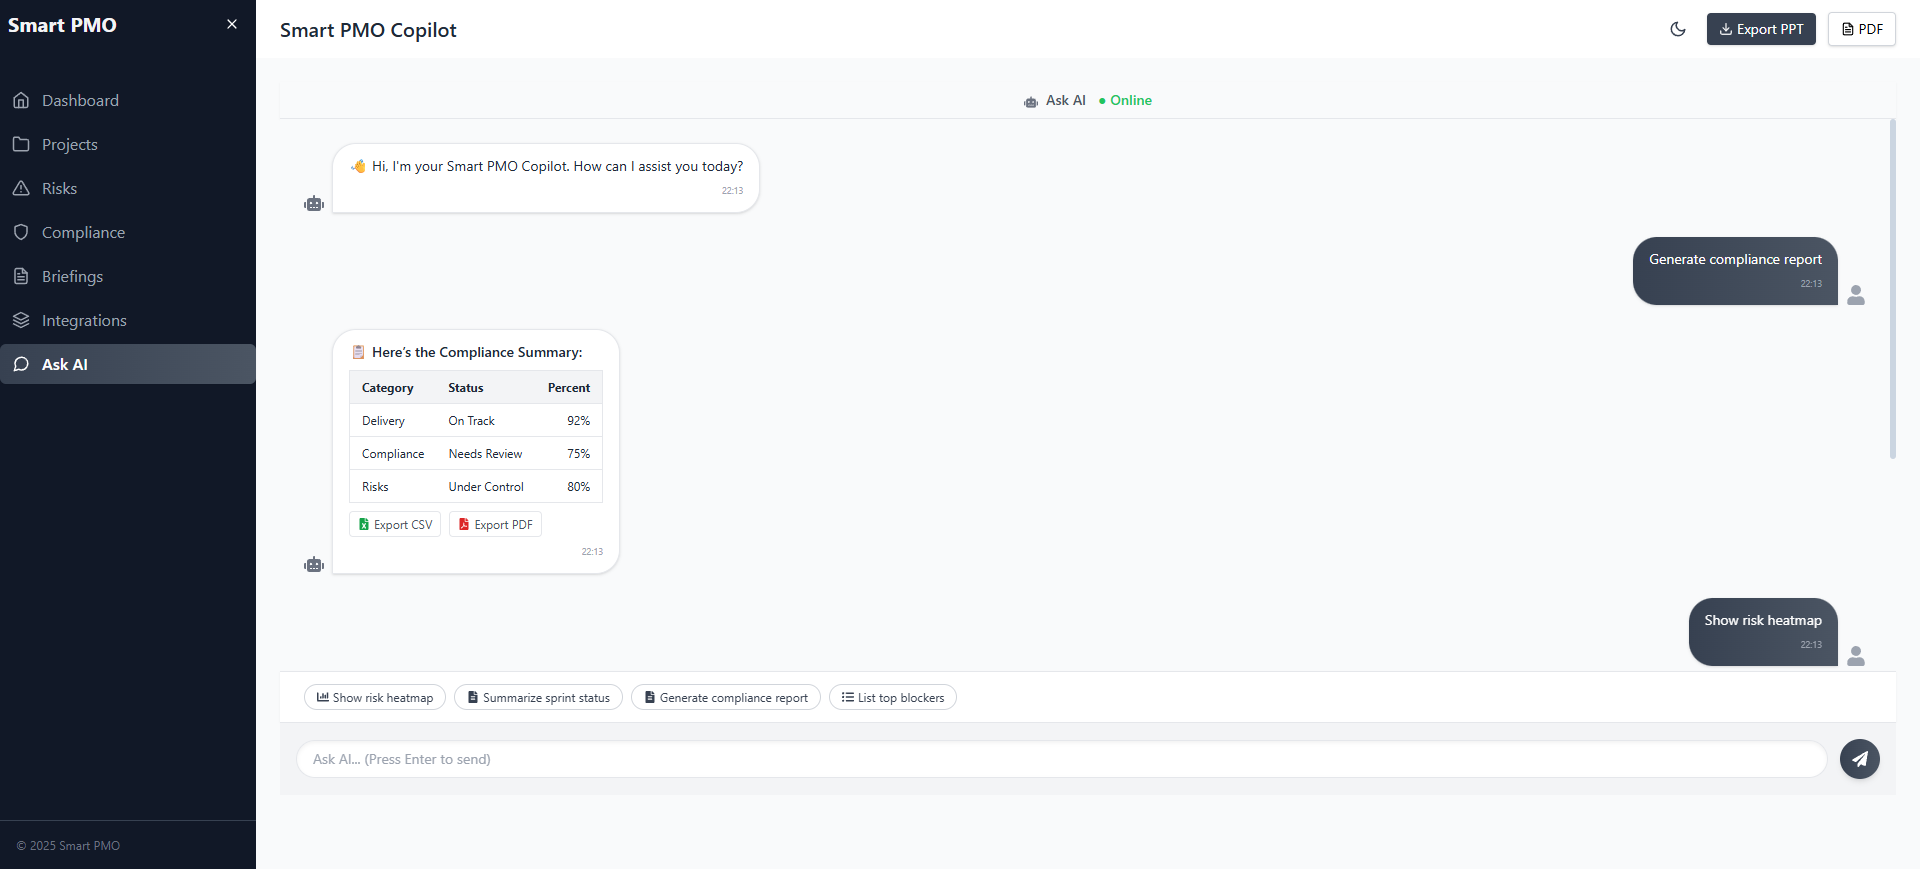 Smart PMO
Dashboard
Projects
Risks
Compliance
Briefings
Integrations
Ask AI
© 2025 Smart PMO
Smart PMO Copilot
Export PPT
PDF
Ask AI • Online
👋 Hi, I'm your Smart PMO Copilot. How can I assist you today?
22:13
Generate compliance report
22:13
📋 Here’s the Compliance Summary:
Category Status Percent
Delivery On Track 92%
Compliance Needs Review 75%
Risks Under Control 80%
Export CSV Export PDF
22:13
Show risk heatmap
22:13
Show risk heatmap Summarize sprint status Generate compliance report List top blockers
Ask AI... (Press Enter to send)